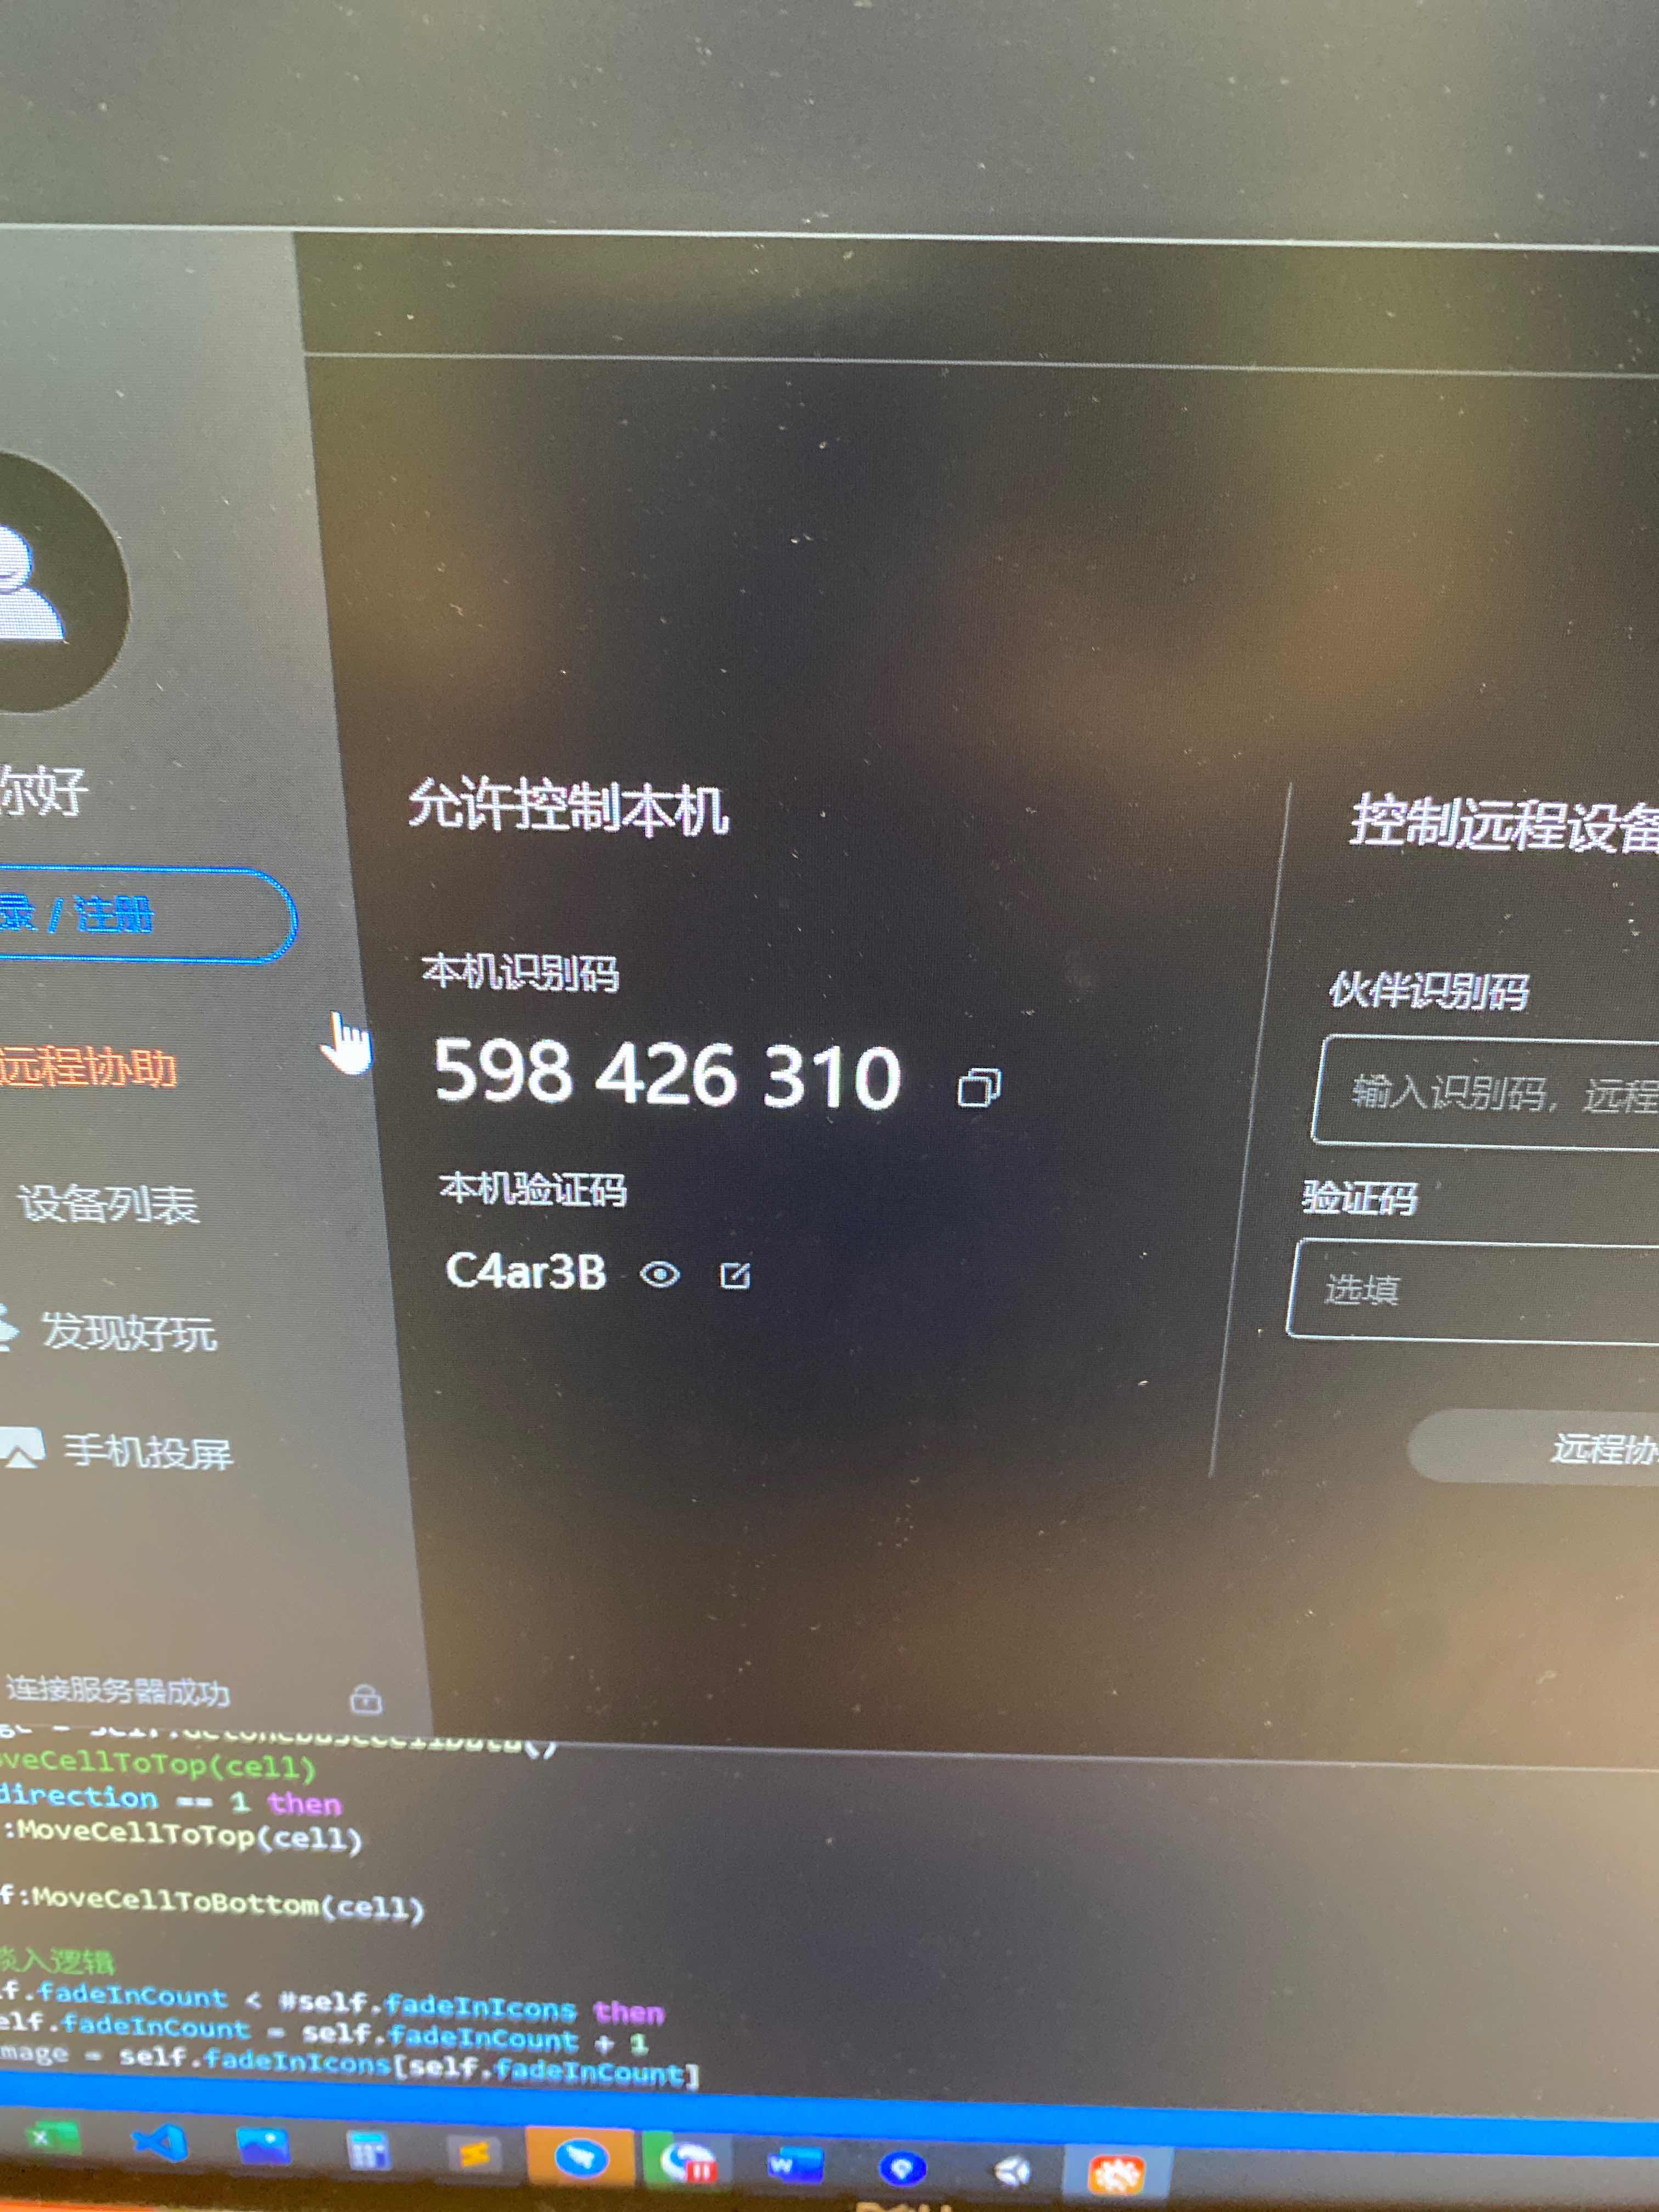 你好
录 / 注册
远程协助
设备列表
发现好玩
手机投屏
连接服务器成功
允许控制本机
本机识别码
598 426 310
本机验证码
C4ar3B
控制远程设备
伙伴识别码
输入识别码，远程
验证码
选填
远程协
veCellToTop(cell)
direction == 1 then
:MoveCellToTop(cell)
f:MoveCellToBottom(cell)
淡入逻辑
lf.fadeInCount < #self.fadeInIcons then
elf.fadeInCount = self.fadeInCount + 1
mage = self.fadeInIcons[self.fadeInCount]